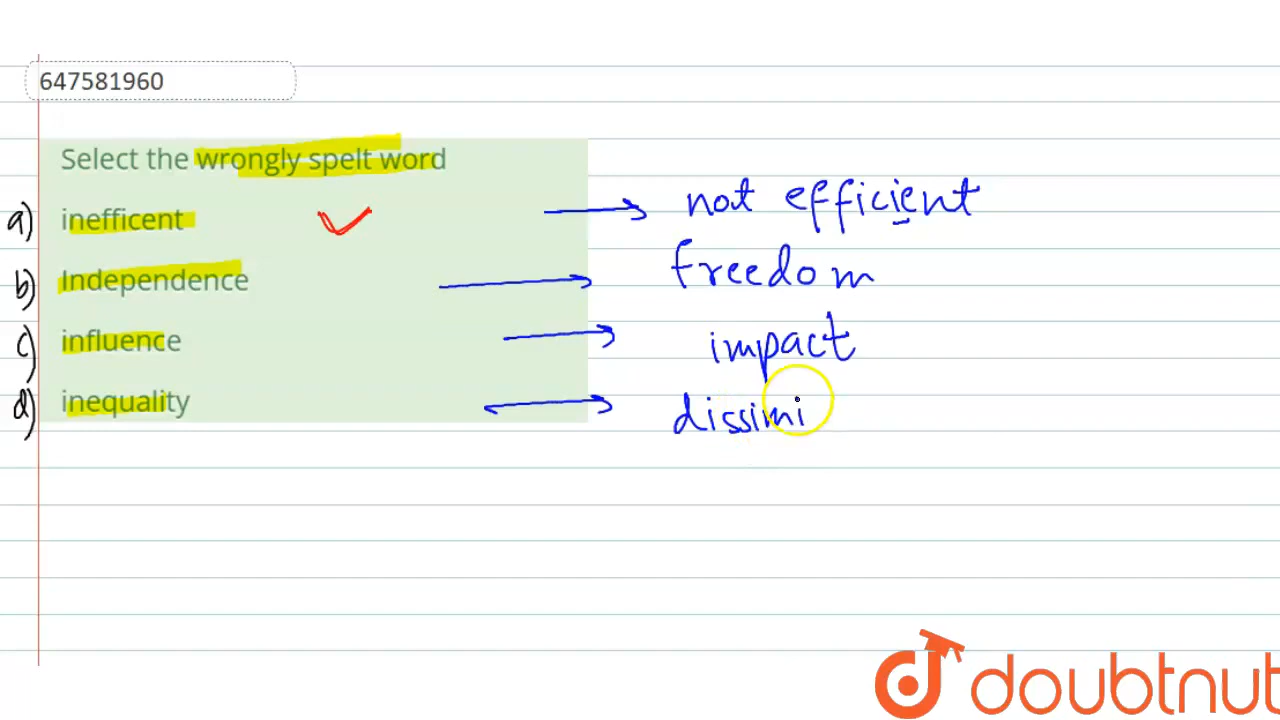 647581960
Select the wrongly spelt word
a) inefficent → not efficient
b) Independence → freedom
c) influence → impact
d) inequality ↔ dissimi
doubtnut